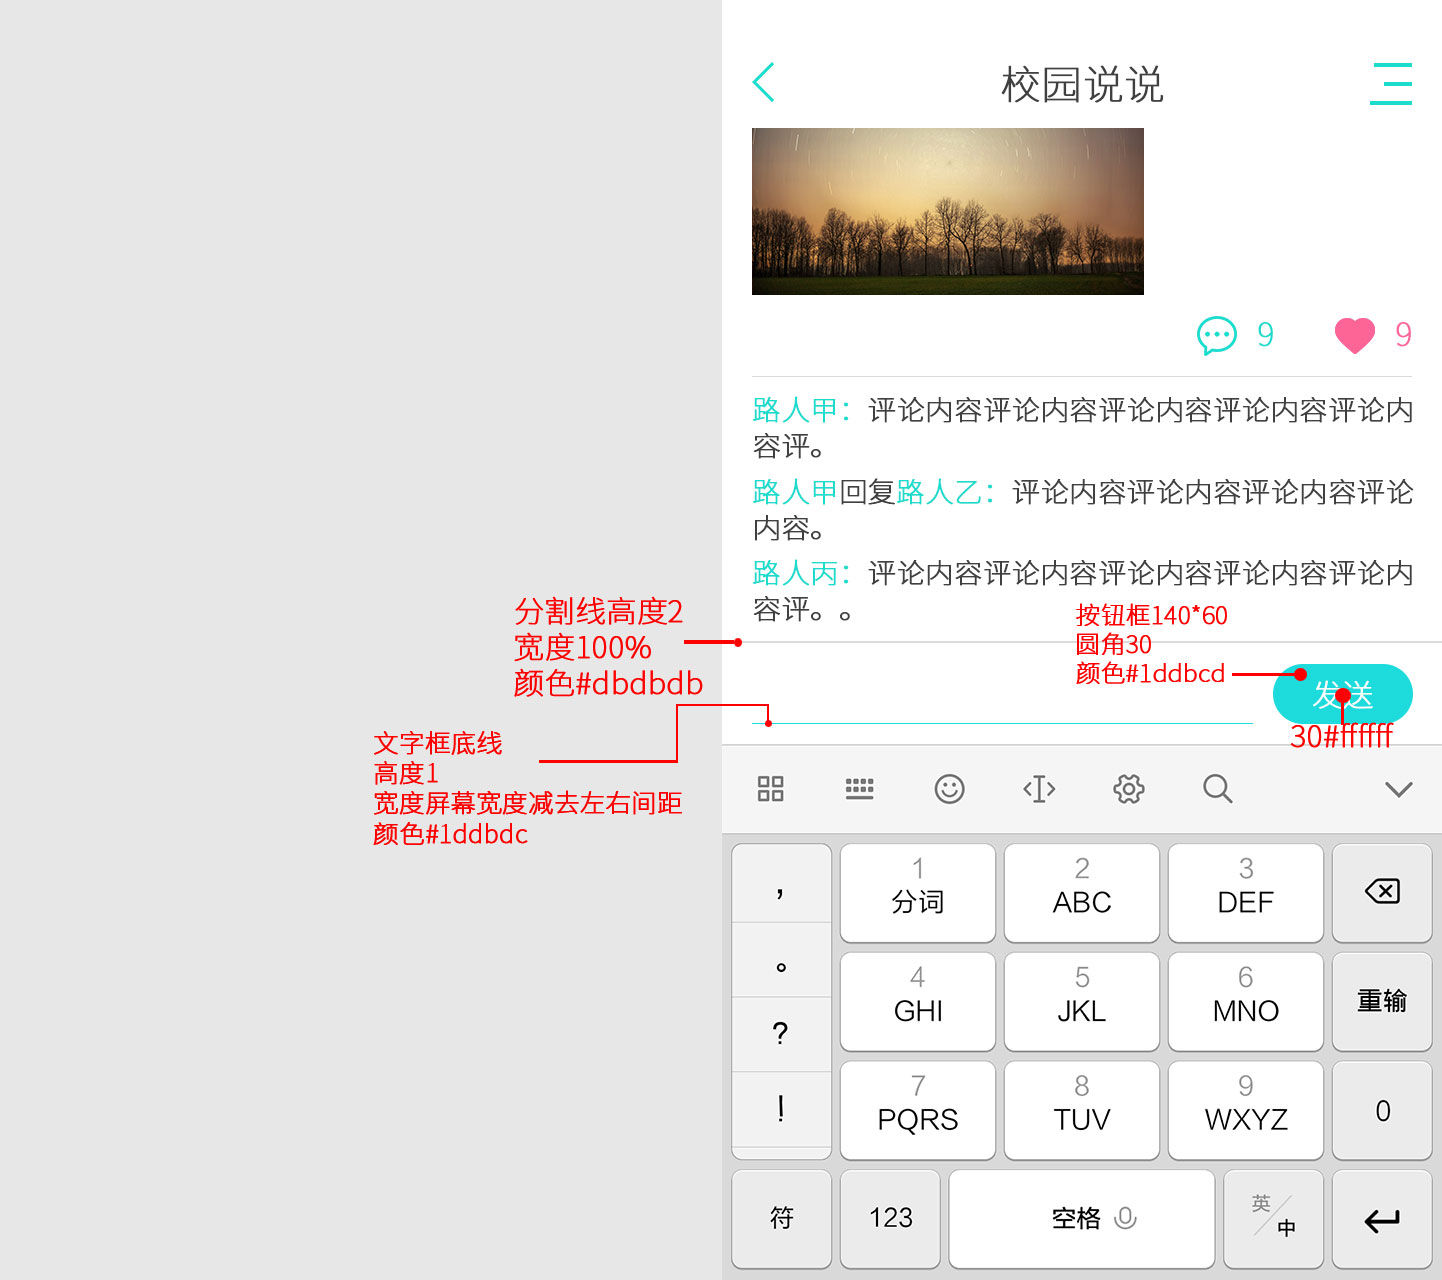 校园说说
9
9
路人甲：评论内容评论内容评论内容评论内容评论内
容评。
路人甲回复路人乙：评论内容评论内容评论内容评论
内容。
路人丙：评论内容评论内容评论内容评论内容评论内
容评。。
分割线高度2
宽度100%
颜色#dbdbdb
按钮框140*60
圆角30
颜色#1ddbcd
发送
30#ffffff
文字框底线
高度1
宽度屏幕宽度减去左右间距
颜色#1ddbdc
，
。
?
!
1
分词
2
ABC
3
DEF
4
GHI
5
JKL
6
MNO
重输
7
PQRS
8
TUV
9
WXYZ
0
符
123
空格
英
中